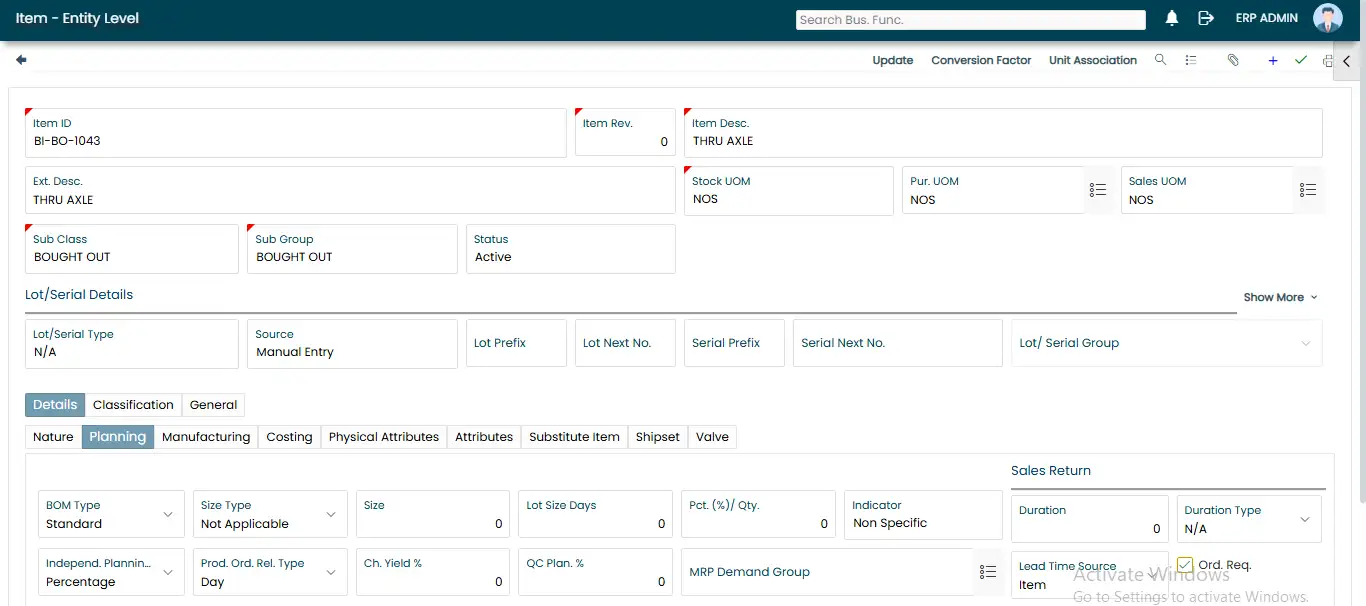 Item - Entity Level
Search Bus. Func.
ERP ADMIN
Update Conversion Factor Unit Association
Item ID
BI-BO-1043
Item Rev.
0
Item Desc.
THRU AXLE
Ext. Desc.
THRU AXLE
Stock UOM
NOS
Pur. UOM
NOS
Sales UOM
NOS
Sub Class
BOUGHT OUT
Sub Group
BOUGHT OUT
Status
Active
Lot/Serial Details
Show More
Lot/Serial Type
N/A
Source
Manual Entry
Lot Prefix
Lot Next No.
Serial Prefix
Serial Next No.
Lot/ Serial Group
Details Classification General
Nature Planning Manufacturing Costing Physical Attributes Attributes Substitute Item Shipset Valve
Sales Return
BOM Type
Standard
Size Type
Not Applicable
Size
0
Lot Size Days
0
Pct. (%)/ Qty.
0
Indicator
Non Specific
Duration
0
Duration Type
N/A
Independ. Plannin...
Percentage
Prod. Ord. Rel. Type
Day
Ch. Yield %
0
QC Plan. %
0
MRP Demand Group
Lead Time Source
Item
Ord. Req.
Activate Windows
Go to Settings to activate Windows.